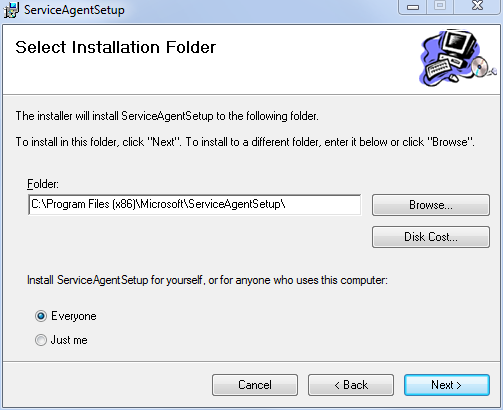 ServiceAgentSetup
Select Installation Folder
The installer will install ServiceAgentSetup to the following folder.
To install in this folder, click "Next". To install to a different folder, enter it below or click "Browse".
Folder:
C:\Program Files (x86)\Microsoft\ServiceAgentSetup\
Browse...
Disk Cost...
Install ServiceAgentSetup for yourself, or for anyone who uses this computer:
Everyone
Just me
Cancel
< Back
Next >